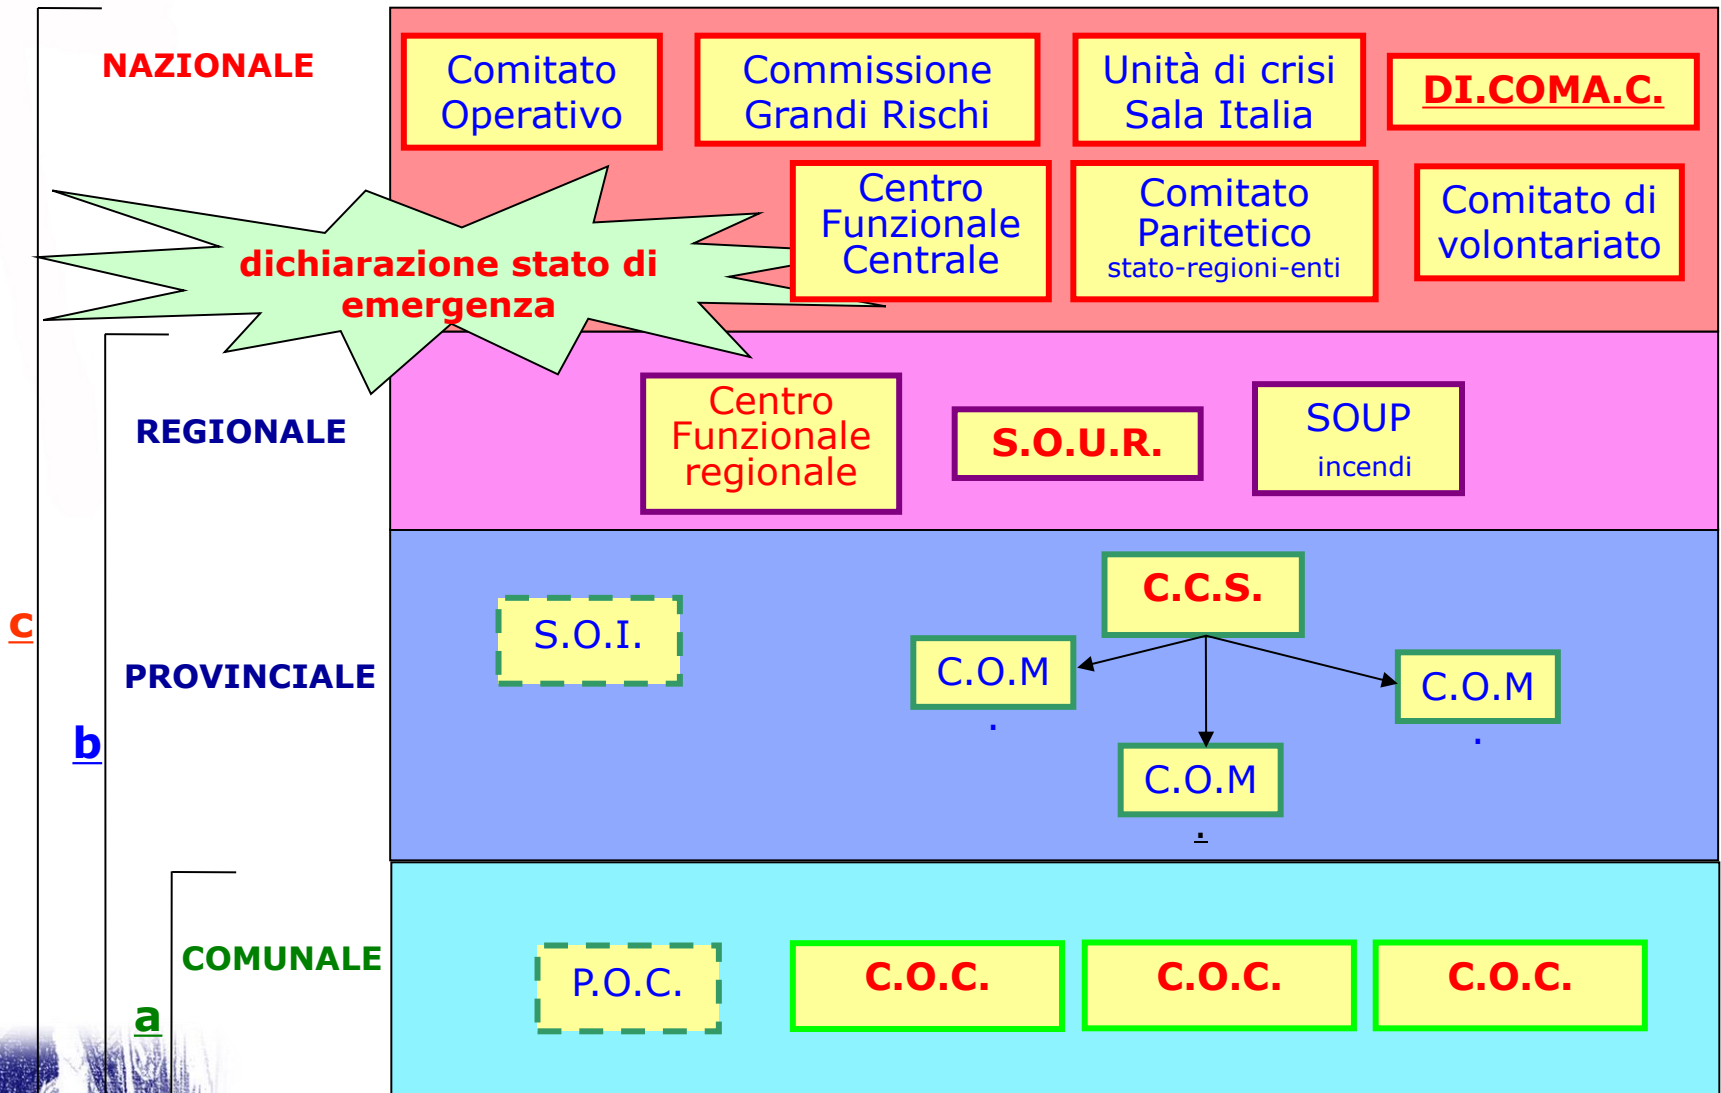 NAZIONALE
Comitato
Operativo
Commissione
Grandi Rischi
Unità di crisi
Sala Italia
DI.COMA.C.
Centro
Funzionale
Centrale
Comitato
Paritetico
stato-regioni-enti
Comitato di
volontariato
dichiarazione stato di
emergenza
REGIONALE
Centro
Funzionale
regionale
S.O.U.R.
SOUP
incendi
c
PROVINCIALE
S.O.I.
C.C.S.
C.O.M
.
C.O.M
.
C.O.M
.
b
COMUNALE
P.O.C.
C.O.C.
C.O.C.
C.O.C.
a